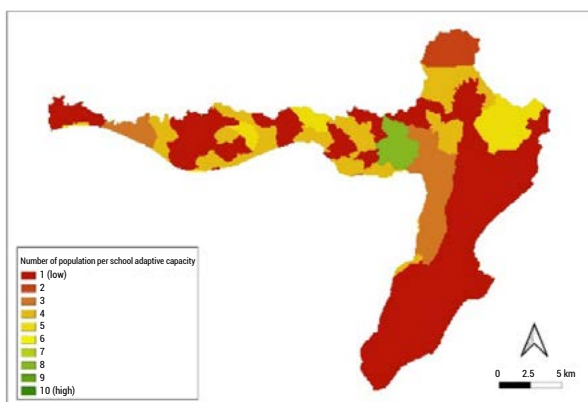 Number of population per school adaptive capacity
1 (low)
2
3
4
5
6
7
8
9
10 (high)
0 2.5 5 km